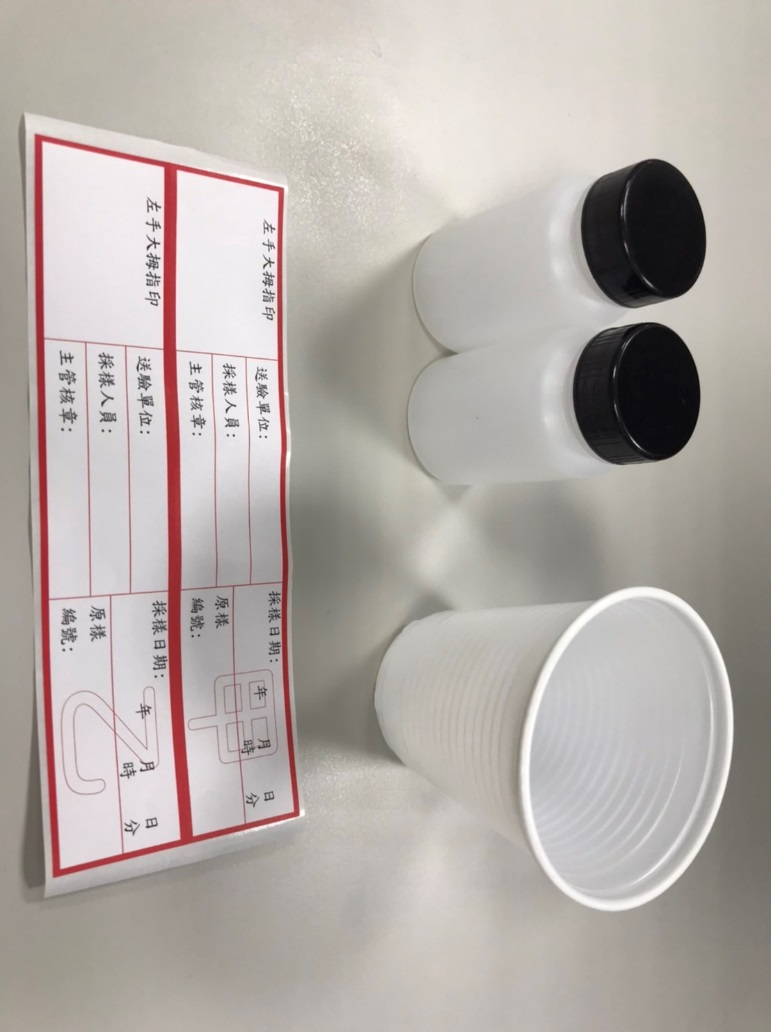 左手大拇指印
送驗單位:
採樣人員:
主管核章:
採樣日期:
年 月 日
原樣
編號:
時 分
甲
左手大拇指印
送驗單位:
採樣人員:
主管核章:
採樣日期:
年 月 日
原樣
編號:
時 分
乙